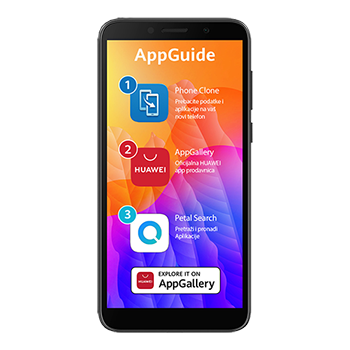 AppGuide
1
Phone Clone
Prebacite podatke i
aplikacije na vaš
novi telefon
2
HUAWEI
AppGallery
Oficijalna HUAWEI
app prodavnica
3
Petal Search
Pretraži i pronađi
Aplikacije
HUAWEI
EXPLORE IT ON
AppGallery